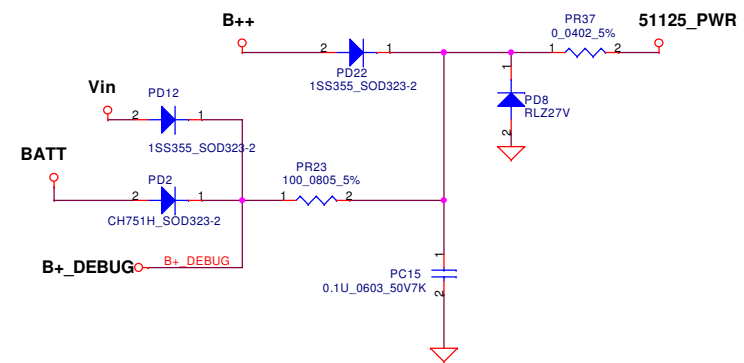 B++
PR37
51125_PWR
0_0402_5%
2
1
1
2
PD22
1SS355_SOD323-2
1
PD8
RLZ27V
2
Vin
PD12
2
1
1SS355_SOD323-2
BATT
PD2
2
1
CH751H_SOD323-2
PR23
100_0805_5%
1
2
B+_DEBUG
B+_DEBUG
1
PC15
0.1U_0603_50V7K
2